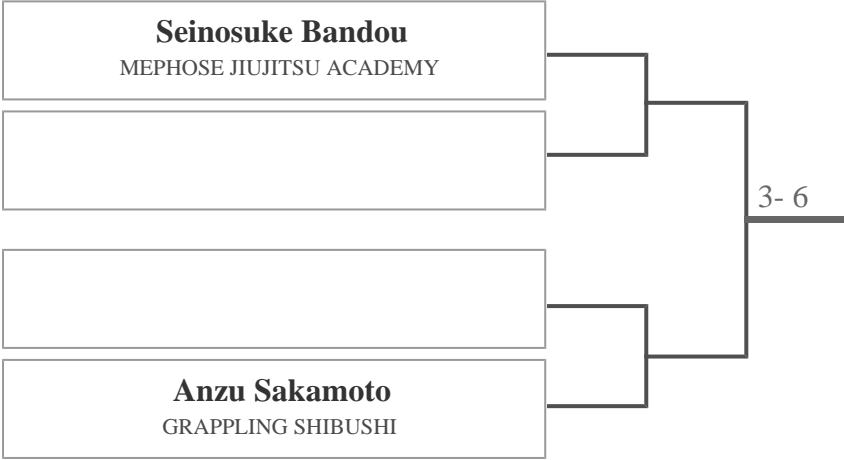 Seinosuke Bandou
MEPHOSE JIUJITSU ACADEMY
3- 6
Anzu Sakamoto
GRAPPLING SHIBUSHI